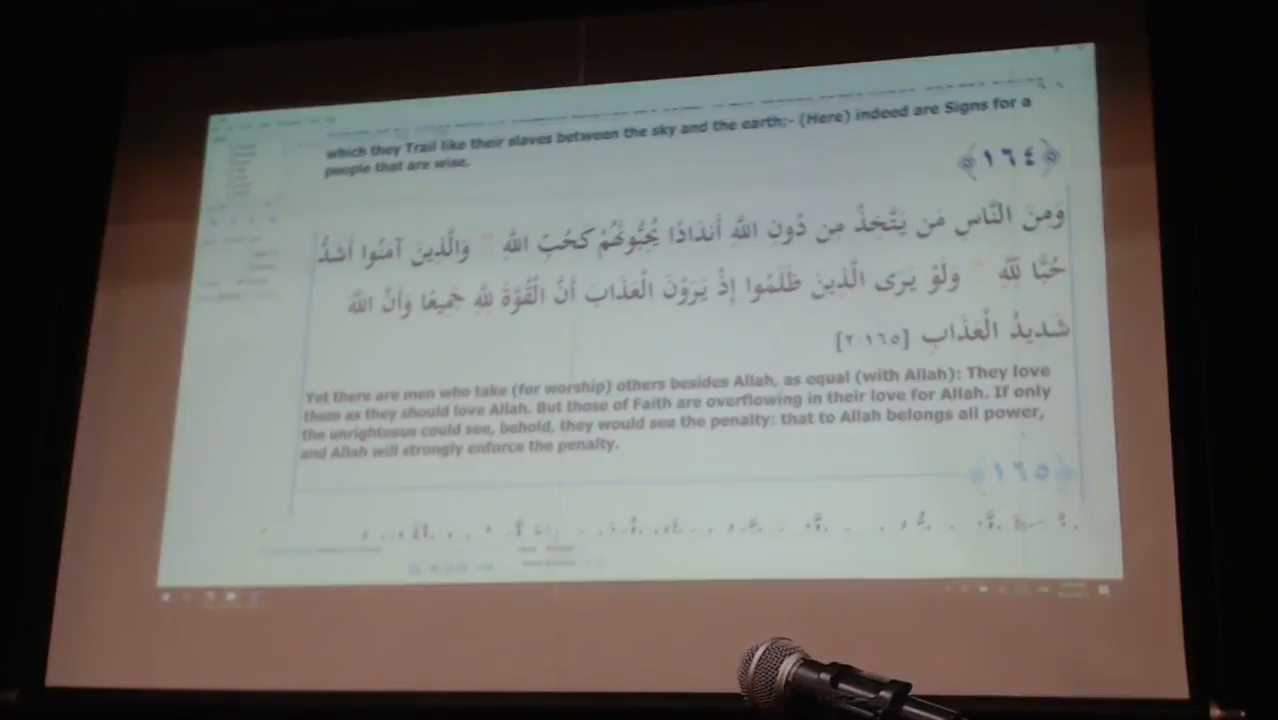 which they Trail like their slaves between the sky and the earth;- (Here) indeed are Signs for a
people that are wise.
﴿١٦٤﴾
وَمِنَ النَّاسِ مَن يَتَّخِذُ مِن دُونِ اللَّهِ أَندَادًا يُحِبُّونَهُمْ كَحُبِّ اللَّهِ وَالَّذِينَ آمَنُوا أَشَدُّ
حُبًّا لِّلَّهِ وَلَوْ يَرَى الَّذِينَ ظَلَمُوا إِذْ يَرَوْنَ الْعَذَابَ أَنَّ الْقُوَّةَ لِلَّهِ جَمِيعًا وَأَنَّ اللَّهَ
شَدِيدُ الْعَذَابِ [٢:١٦٥]
Yet there are men who take (for worship) others besides Allah, as equal (with Allah): They love
them as they should love Allah. But those of Faith are overflowing in their love for Allah. If only
the unrighteous could see, behold, they would see the penalty: that to Allah belongs all power,
and Allah will strongly enforce the penalty.
﴿١٦٥﴾